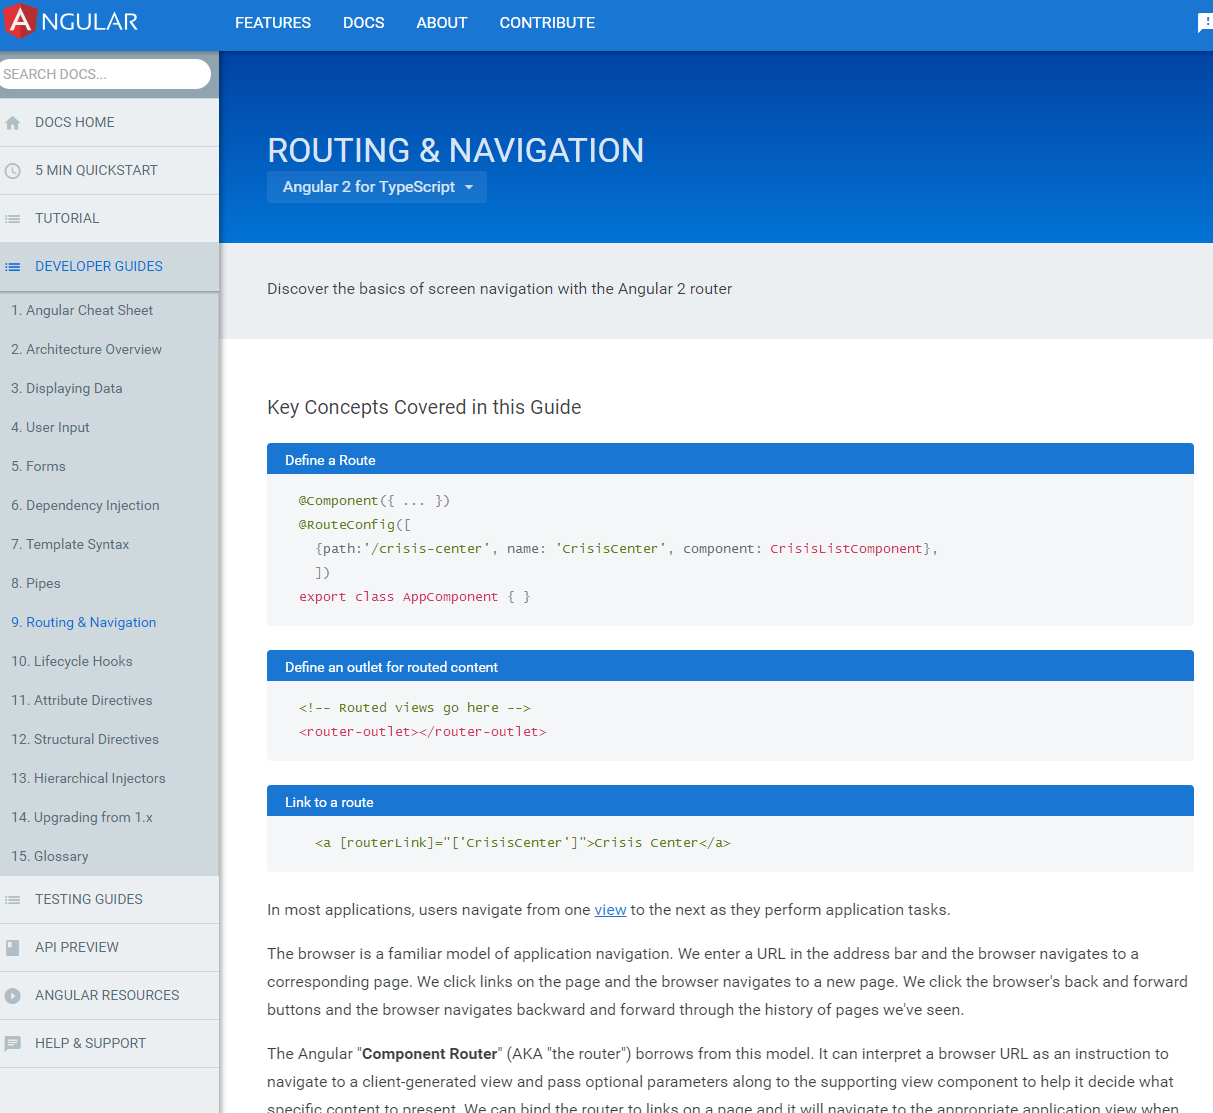 ANGULAR
FEATURES
DOCS
ABOUT
CONTRIBUTE
SEARCH DOCS...
DOCS HOME
5 MIN QUICKSTART
TUTORIAL
DEVELOPER GUIDES
1. Angular Cheat Sheet
2. Architecture Overview
3. Displaying Data
4. User Input
5. Forms
6. Dependency Injection
7. Template Syntax
8. Pipes
9. Routing & Navigation
10. Lifecycle Hooks
11. Attribute Directives
12. Structural Directives
13. Hierarchical Injectors
14. Upgrading from 1.x
15. Glossary
TESTING GUIDES
API PREVIEW
ANGULAR RESOURCES
HELP & SUPPORT
ROUTING & NAVIGATION
Angular 2 for TypeScript
Discover the basics of screen navigation with the Angular 2 router
Key Concepts Covered in this Guide
Define a Route
@Component({ ... })
@RouteConfig([
  {path:'/crisis-center', name: 'CrisisCenter', component: CrisisListComponent},
  ])
export class AppComponent { }
Define an outlet for routed content
<!-- Routed views go here -->
<router-outlet></router-outlet>
Link to a route
<a [routerLink]="['CrisisCenter']">Crisis Center</a>
In most applications, users navigate from one view to the next as they perform application tasks.
The browser is a familiar model of application navigation. We enter a URL in the address bar and the browser navigates to a
corresponding page. We click links on the page and the browser navigates to a new page. We click the browser's back and forward
buttons and the browser navigates backward and forward through the history of pages we've seen.
The Angular "Component Router" (AKA "the router") borrows from this model. It can interpret a browser URL as an instruction to
navigate to a client-generated view and pass optional parameters along to the supporting view component to help it decide what
specific content to present. We can bind the router to links on a page and it will navigate to the appropriate application view when